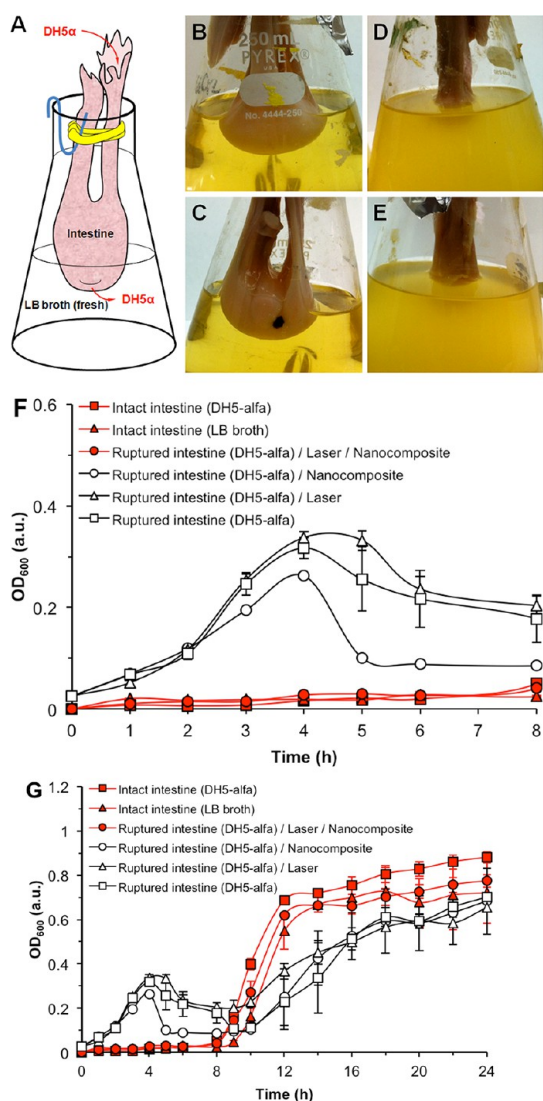 A
DH5α
Intestine
LB broth (fresh)
DH5α
B
250 mL
PYREX®
No. 4444-250
D
C
E
F
0.6
0.4
0.2
0
OD600 (a.u.)
Intact intestine (DH5-alfa)
Intact intestine (LB broth)
Ruptured intestine (DH5-alfa) / Laser / Nanocomposite
Ruptured intestine (DH5-alfa) / Nanocomposite
Ruptured intestine (DH5-alfa) / Laser
Ruptured intestine (DH5-alfa)
0 1 2 3 4 5 6 7 8
Time (h)
G
1.2
1
0.8
0.6
0.4
0.2
0
OD600 (a.u.)
Intact intestine (DH5-alfa)
Intact intestine (LB broth)
Ruptured intestine (DH5-alfa) / Laser / Nanocomposite
Ruptured intestine (DH5-alfa) / Nanocomposite
Ruptured intestine (DH5-alfa) / Laser
Ruptured intestine (DH5-alfa)
0 4 8 12 16 20 24
Time (h)